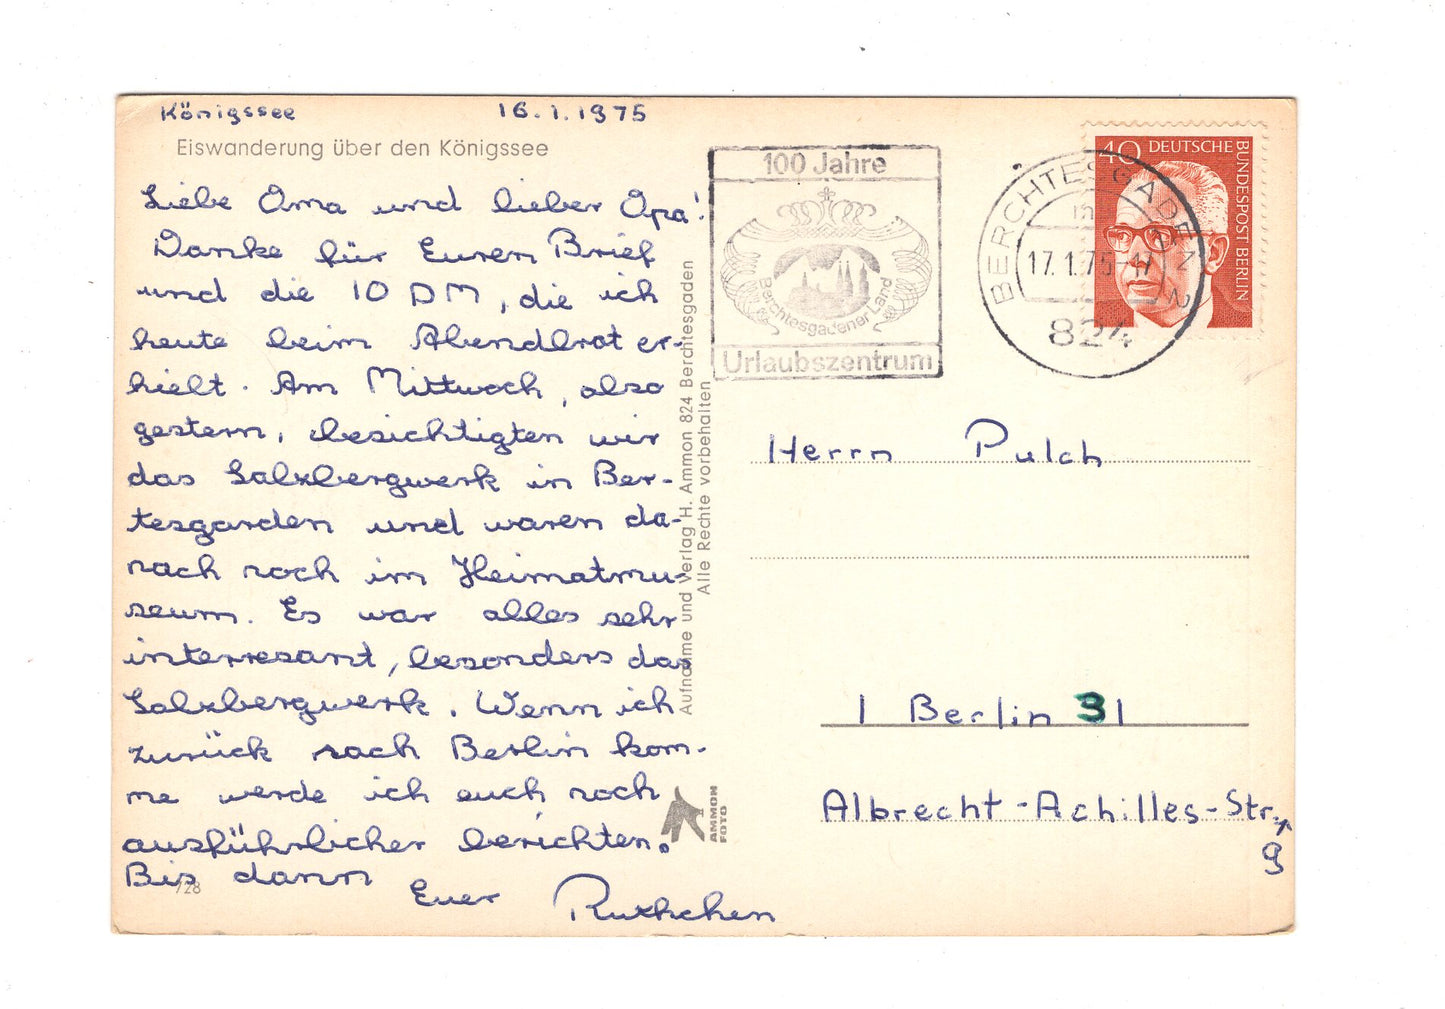 Königssee 16.1.1975
Eiswanderung über den Königssee
Liebe Oma und lieber Opa!
Danke für Euren Brief
und die 10 DM, die ich
heute beim Abendbrot er-
hielt. Am Mittwoch, also
gestern, besichtigten wir
das Salzbergwerk in Ber-
tesgarden und waren da-
nach noch im Heimatmu-
seum. Es war alles sehr
interresant, besonders das
Salzbergwerk. Wenn ich
zurück nach Berlin kom-
me werde ich euch noch
ausführlicher berichten.
Bis dann
Euer Ruthchen
728
Aufnahme und Verlag H. Ammon 824 Berchtesgaden
Alle Rechte vorbehalten
AMMON
FOTO
100 Jahre
Berchtesgadener Land
Urlaubszentrum
BERCHTESGADEN 2
m
17.1.75-17
824
40 DEUTSCHE BUNDESPOST BERLIN
Herrn Pulch
1 Berlin 31
Albrecht-Achilles-Str.
9